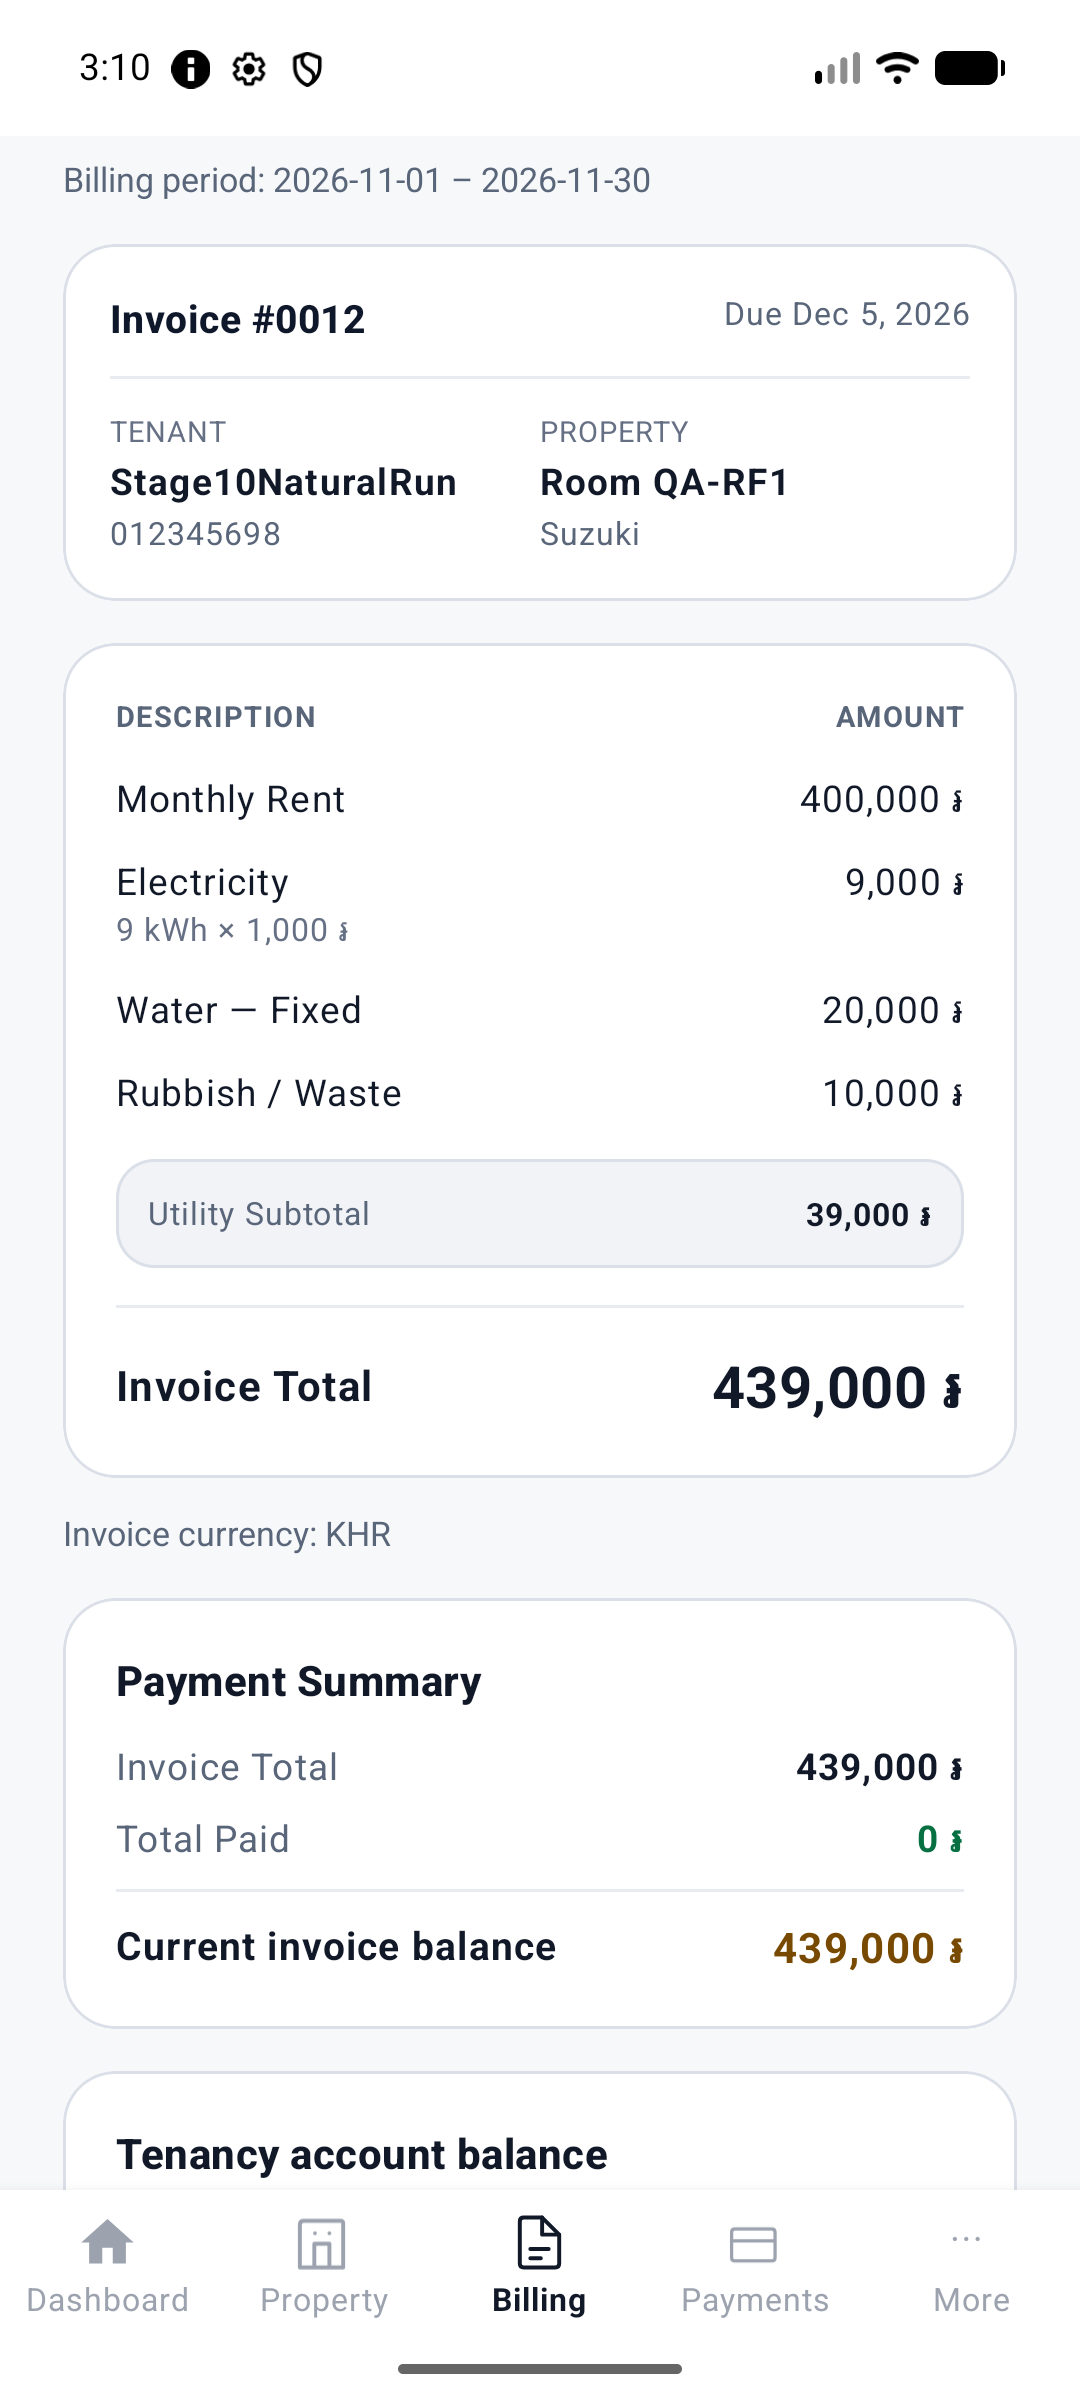 3:10
Billing period: 2026-11-01 – 2026-11-30
Invoice #0012
Due Dec 5, 2026
TENANT
PROPERTY
Stage10NaturalRun
Room QA-RF1
012345698
Suzuki
DESCRIPTION
AMOUNT
Monthly Rent
400,000 ៛
Electricity
9,000 ៛
9 kWh × 1,000 ៛
Water — Fixed
20,000 ៛
Rubbish / Waste
10,000 ៛
Utility Subtotal
39,000 ៛
Invoice Total
439,000 ៛
Invoice currency: KHR
Payment Summary
Invoice Total
439,000 ៛
Total Paid
0 ៛
Current invoice balance
439,000 ៛
Tenancy account balance
Dashboard
Property
Billing
Payments
More